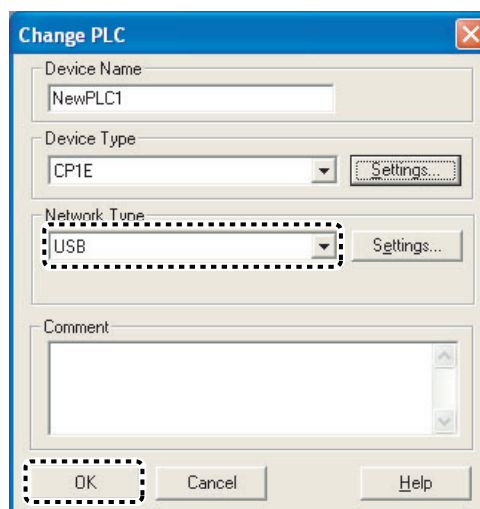 Change PLC
Device Name
NewPLC1
Device Type
CP1E
Settings...
Network Type
USB
Settings...
Comment
OK Cancel Help